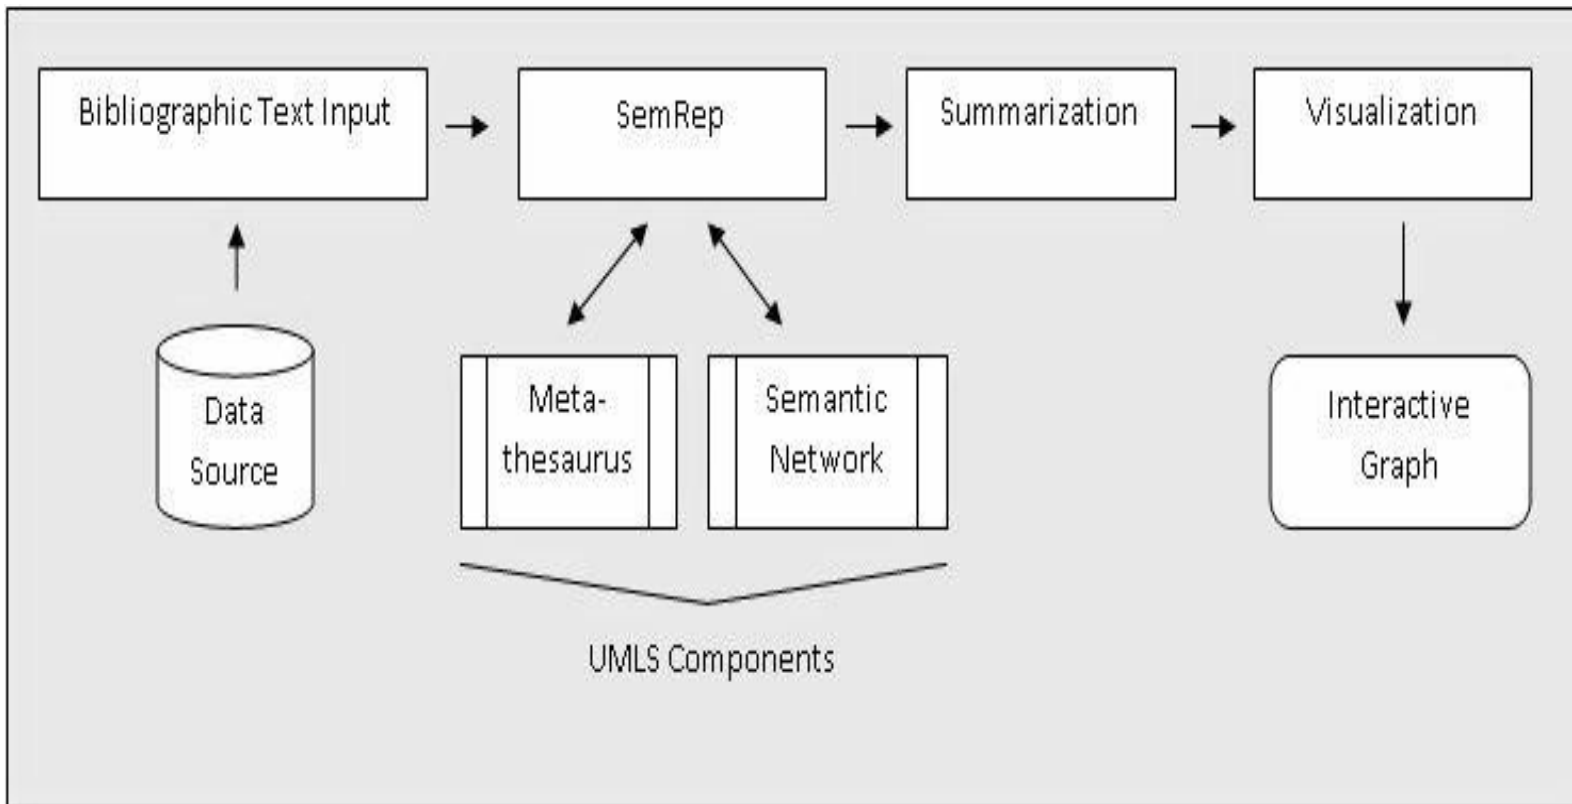 Bibliographic Text Input
SemRep
Summarization
Visualization
Data
Source
Meta-
thesaurus
Semantic
Network
Interactive
Graph
UMLS Components